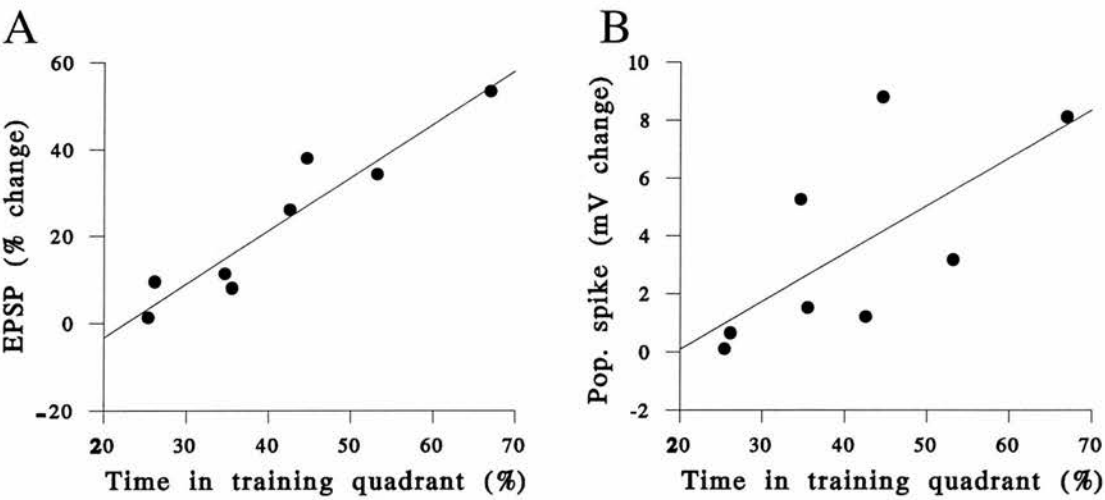 A
EPSP (% change)
60
40
20
0
-20
20 30 40 50 60 70
Time in training quadrant (%)
B
Pop. spike (mV change)
10
8
6
4
2
0
-2
20 30 40 50 60 70
Time in training quadrant (%)